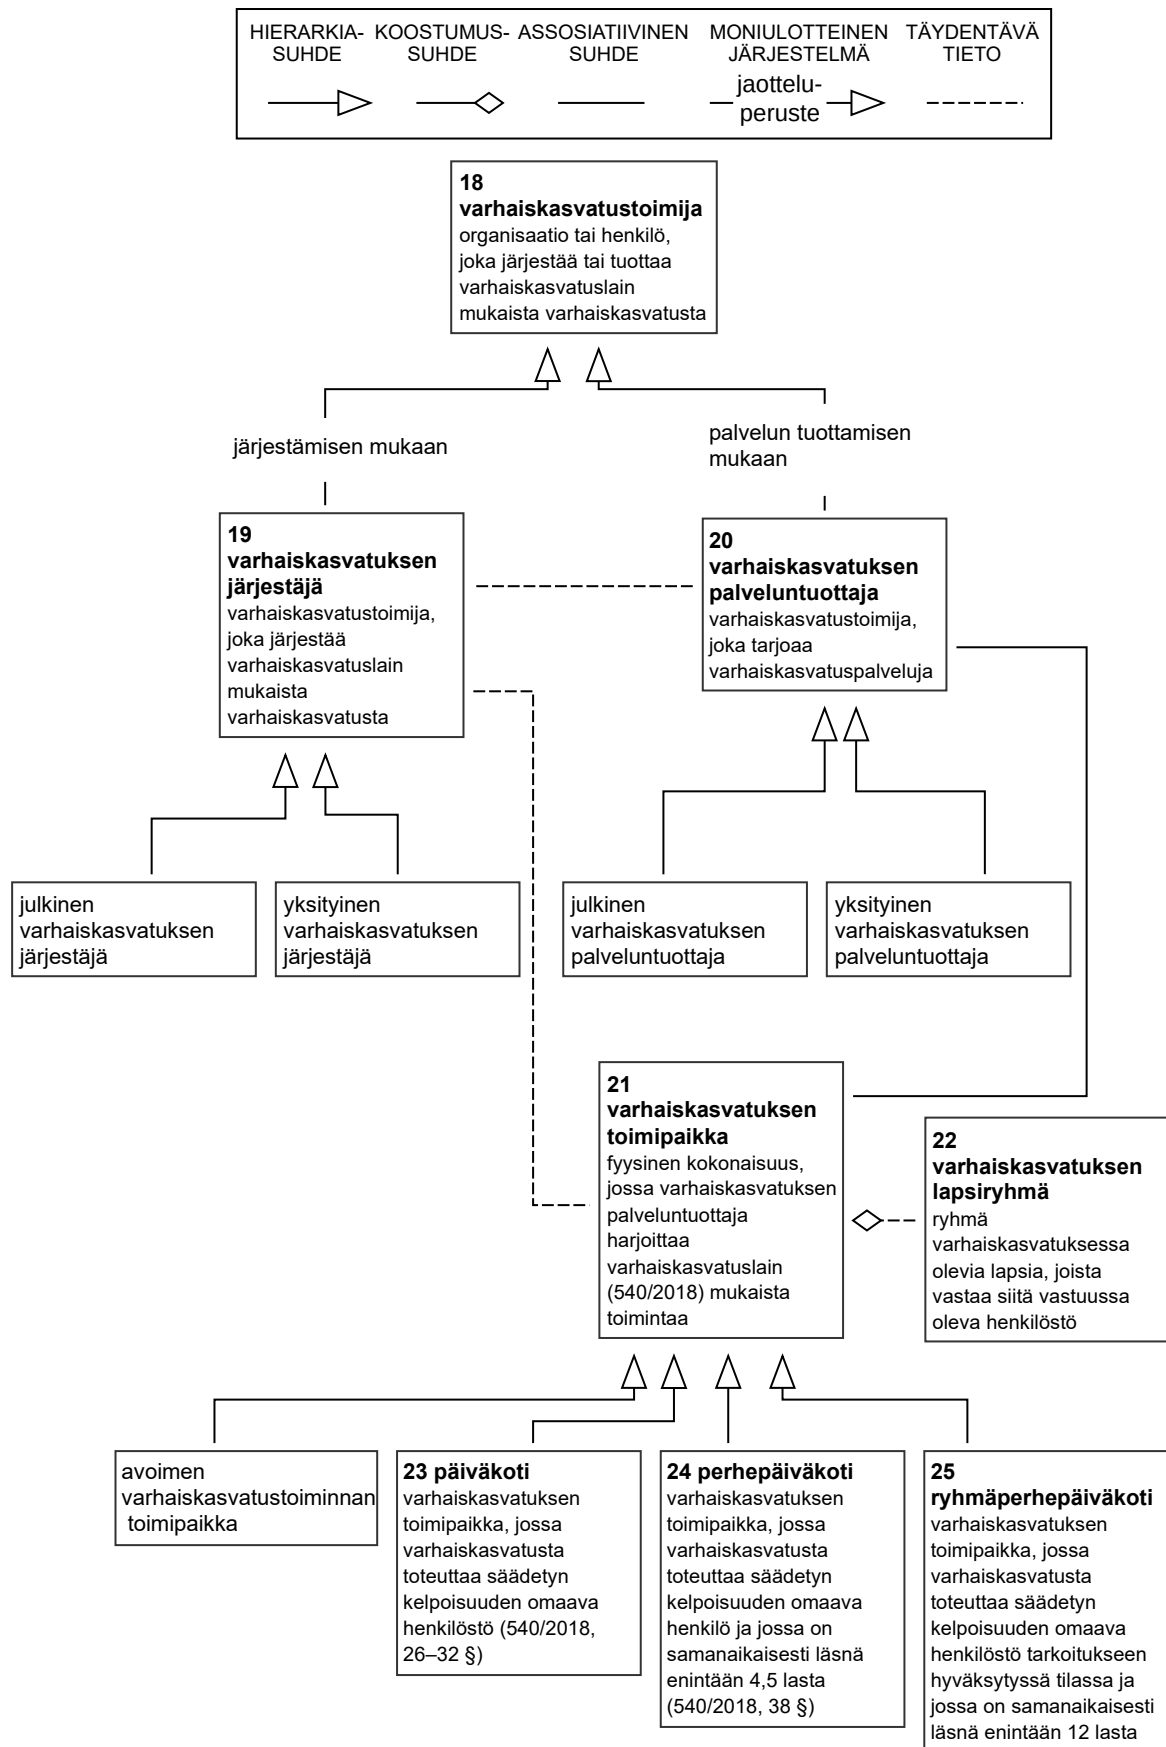 HIERARKIA-
SUHDE
KOOSTUMUS-
SUHDE
ASSOSIATIIVINEN
SUHDE
MONIULOTTEINEN
JÄRJESTELMÄ
jaottelu-
peruste
TÄYDENTÄVÄ
TIETO
18
varhaiskasvatustoimija
organisaatio tai henkilö,
joka järjestää tai tuottaa
varhaiskasvatuslain
mukaista varhaiskasvatusta
järjestämisen mukaan
palvelun tuottamisen
mukaan
19
varhaiskasvatuksen
järjestäjä
varhaiskasvatustoimija,
joka järjestää
varhaiskasvatuslain
mukaista
varhaiskasvatusta
20
varhaiskasvatuksen
palveluntuottaja
varhaiskasvatustoimija,
joka tarjoaa
varhaiskasvatuspalveluja
julkinen
varhaiskasvatuksen
järjestäjä
yksityinen
varhaiskasvatuksen
järjestäjä
julkinen
varhaiskasvatuksen
palveluntuottaja
yksityinen
varhaiskasvatuksen
palveluntuottaja
21
varhaiskasvatuksen
toimipaikka
fyysinen kokonaisuus,
jossa varhaiskasvatuksen
palveluntuottaja
harjoittaa
varhaiskasvatuslain
(540/2018) mukaista
toimintaa
22
varhaiskasvatuksen
lapsiryhmä
ryhmä
varhaiskasvatuksessa
olevia lapsia, joista
vastaa siitä vastuussa
oleva henkilöstö
avoimen
varhaiskasvatustoiminnan
toimipaikka
23 päiväkoti
varhaiskasvatuksen
toimipaikka, jossa
varhaiskasvatusta
toteuttaa säädetyn
kelpoisuuden omaava
henkilöstö (540/2018,
26–32 §)
24 perhepäiväkoti
varhaiskasvatuksen
toimipaikka, jossa
varhaiskasvatusta
toteuttaa säädetyn
kelpoisuuden omaava
henkilö ja jossa on
samanaikaisesti läsnä
enintään 4,5 lasta
(540/2018, 38 §)
25
ryhmäperhepäiväkoti
varhaiskasvatuksen
toimipaikka, jossa
varhaiskasvatusta
toteuttaa säädetyn
kelpoisuuden omaava
henkilöstö tarkoitukseen
hyväksytyssä tilassa ja
jossa on samanaikaisesti
läsnä enintään 12 lasta